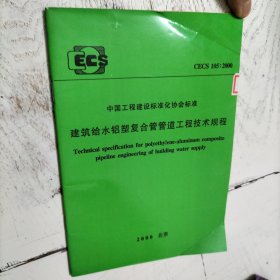 ECS
CECS 105:2000
中国工程建设标准化协会标准
建筑给水铝塑复合管管道工程技术规程
Technical specification for polyethylene-aluminum composite
pipeline engineering of building water supply
2000 北京